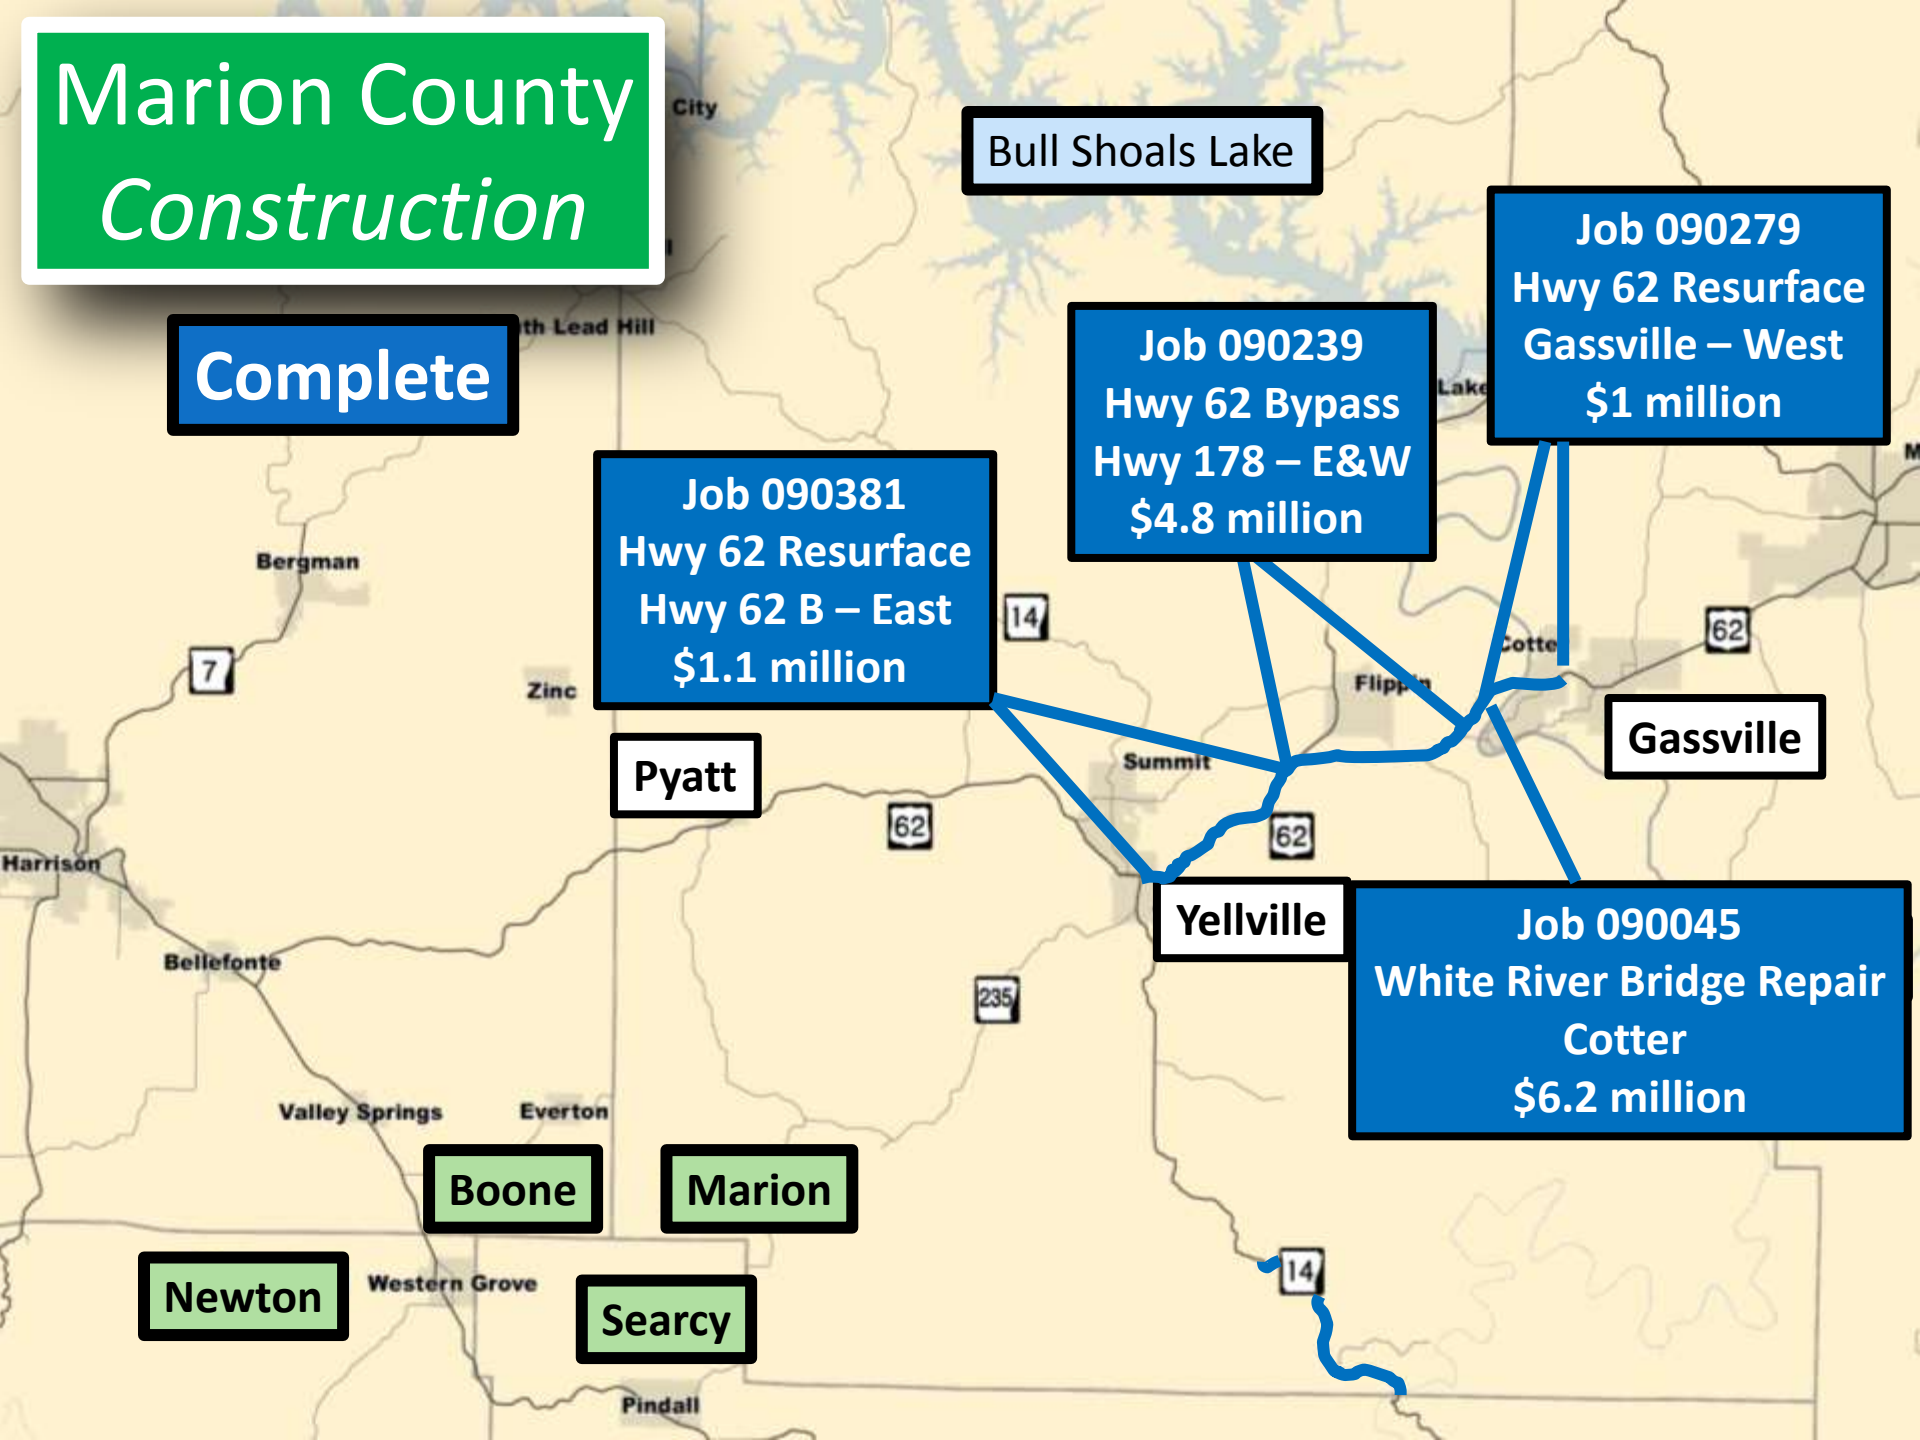 Marion County
Construction
City
Bull Shoals Lake
Job 090279
Hwy 62 Resurface
Gassville – West
$1 million
Complete
th Lead Hill
Job 090239
Hwy 62 Bypass
Hwy 178 – E&W
$4.8 million
Lake
Job 090381
Hwy 62 Resurface
Hwy 62 B – East
$1.1 million
Bergman
14
62
7
Zinc
Flippin
Gassville
Pyatt
Summit
62
62
Harrison
Yellville
Job 090045
White River Bridge Repair
Cotter
$6.2 million
Bellefonte
235
Valley Springs
Everton
Boone
Marion
Newton
Western Grove
14
Searcy
Pindall